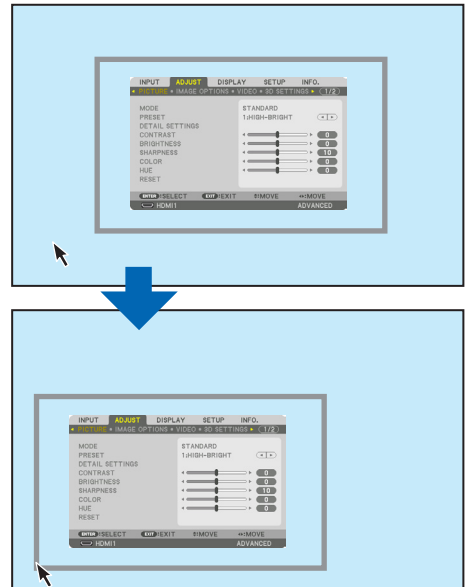 INPUT ADJUST DISPLAY SETUP INFO.
• PICTURE • IMAGE OPTIONS • VIDEO • 3D SETTINGS • (1/2)
MODE STANDARD
PRESET 1:HIGH-BRIGHT
DETAIL SETTINGS
CONTRAST 0
BRIGHTNESS 0
SHARPNESS 10
COLOR 0
HUE 0
RESET
ENTER:SELECT EXIT:EXIT ↕:MOVE ↔:MOVE
HDMI1 ADVANCED
INPUT ADJUST DISPLAY SETUP INFO.
• PICTURE • IMAGE OPTIONS • VIDEO • 3D SETTINGS • (1/2)
MODE STANDARD
PRESET 1:HIGH-BRIGHT
DETAIL SETTINGS
CONTRAST 0
BRIGHTNESS 0
SHARPNESS 10
COLOR 0
HUE 0
RESET
ENTER:SELECT EXIT:EXIT ↕:MOVE ↔:MOVE
HDMI1 ADVANCED